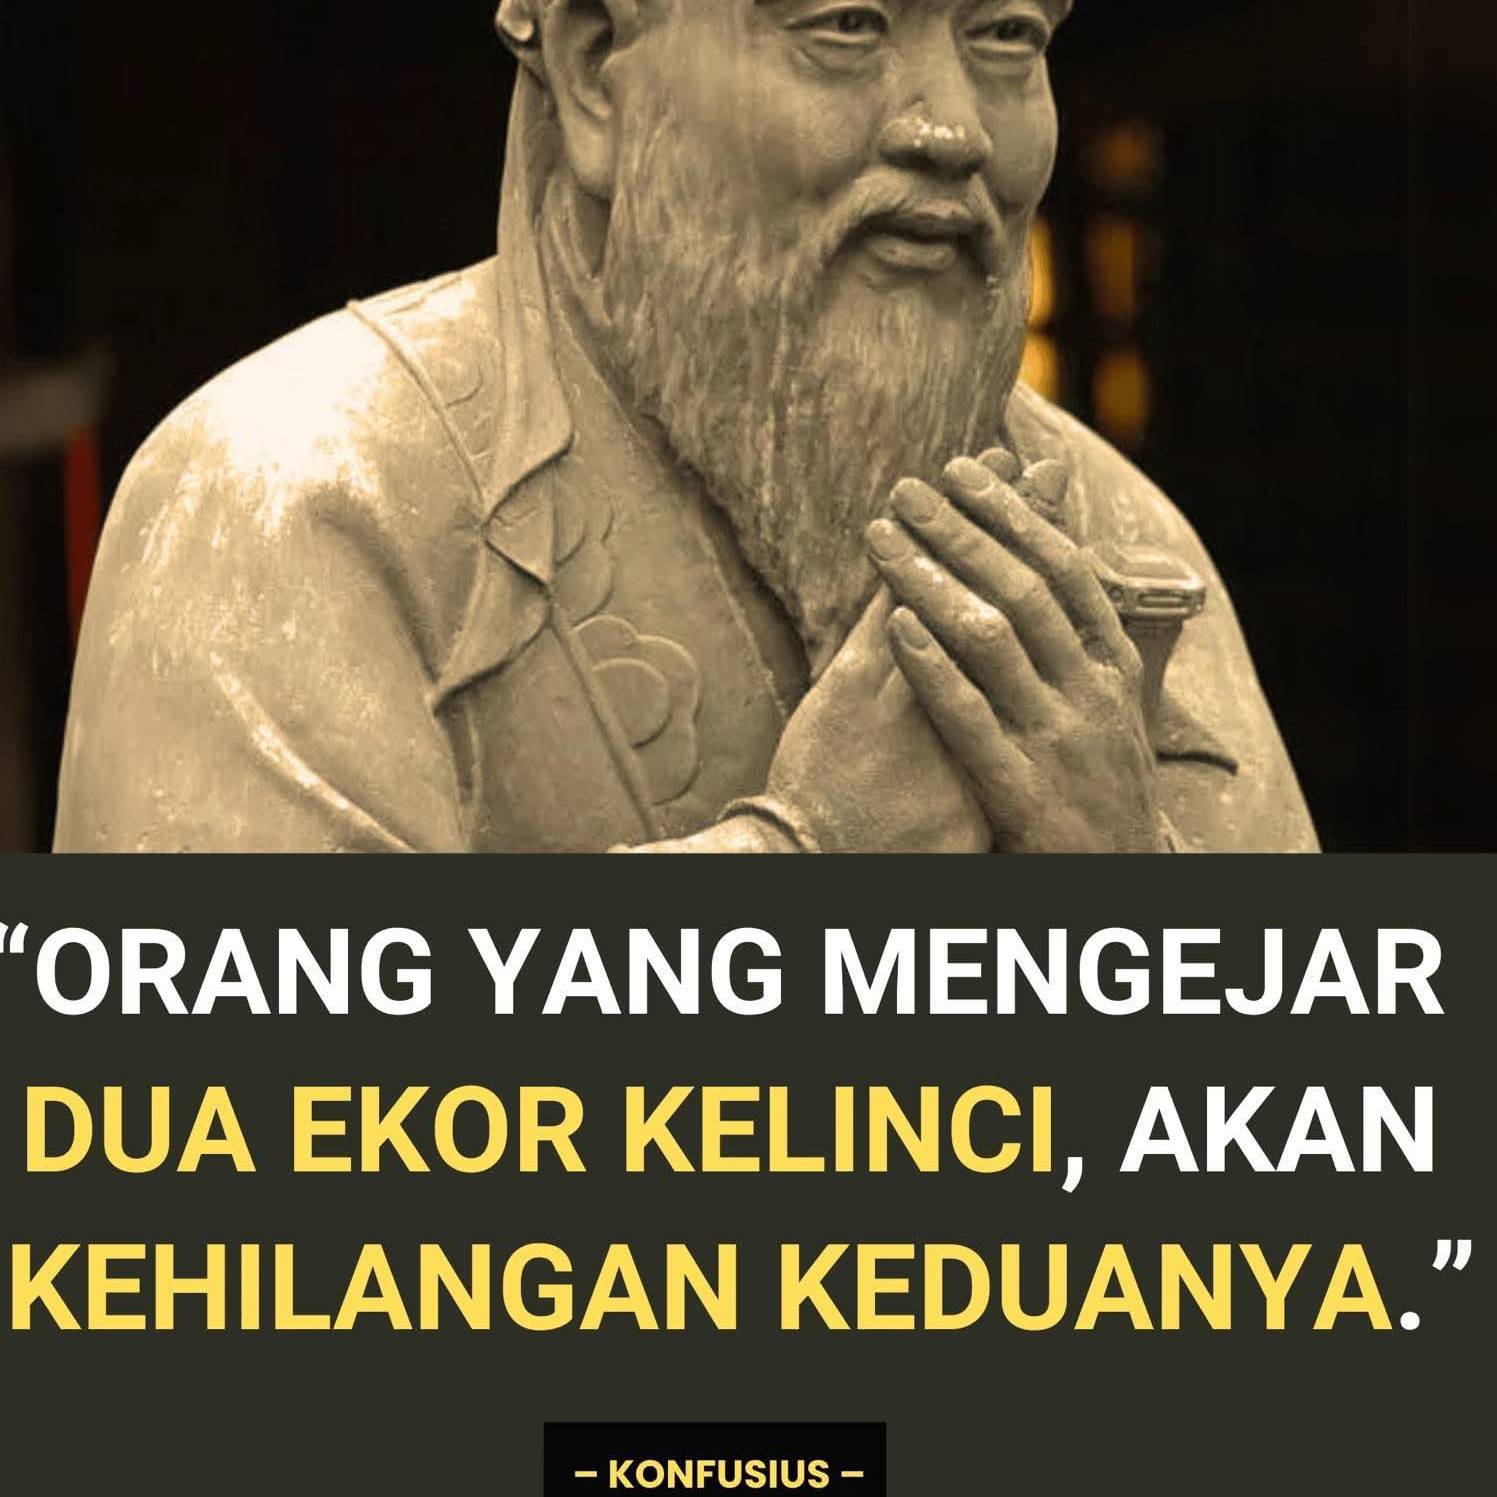 “ORANG YANG MENGEJAR
DUA EKOR KELINCI, AKAN
KEHILANGAN KEDUANYA.”
– KONFUSIUS –